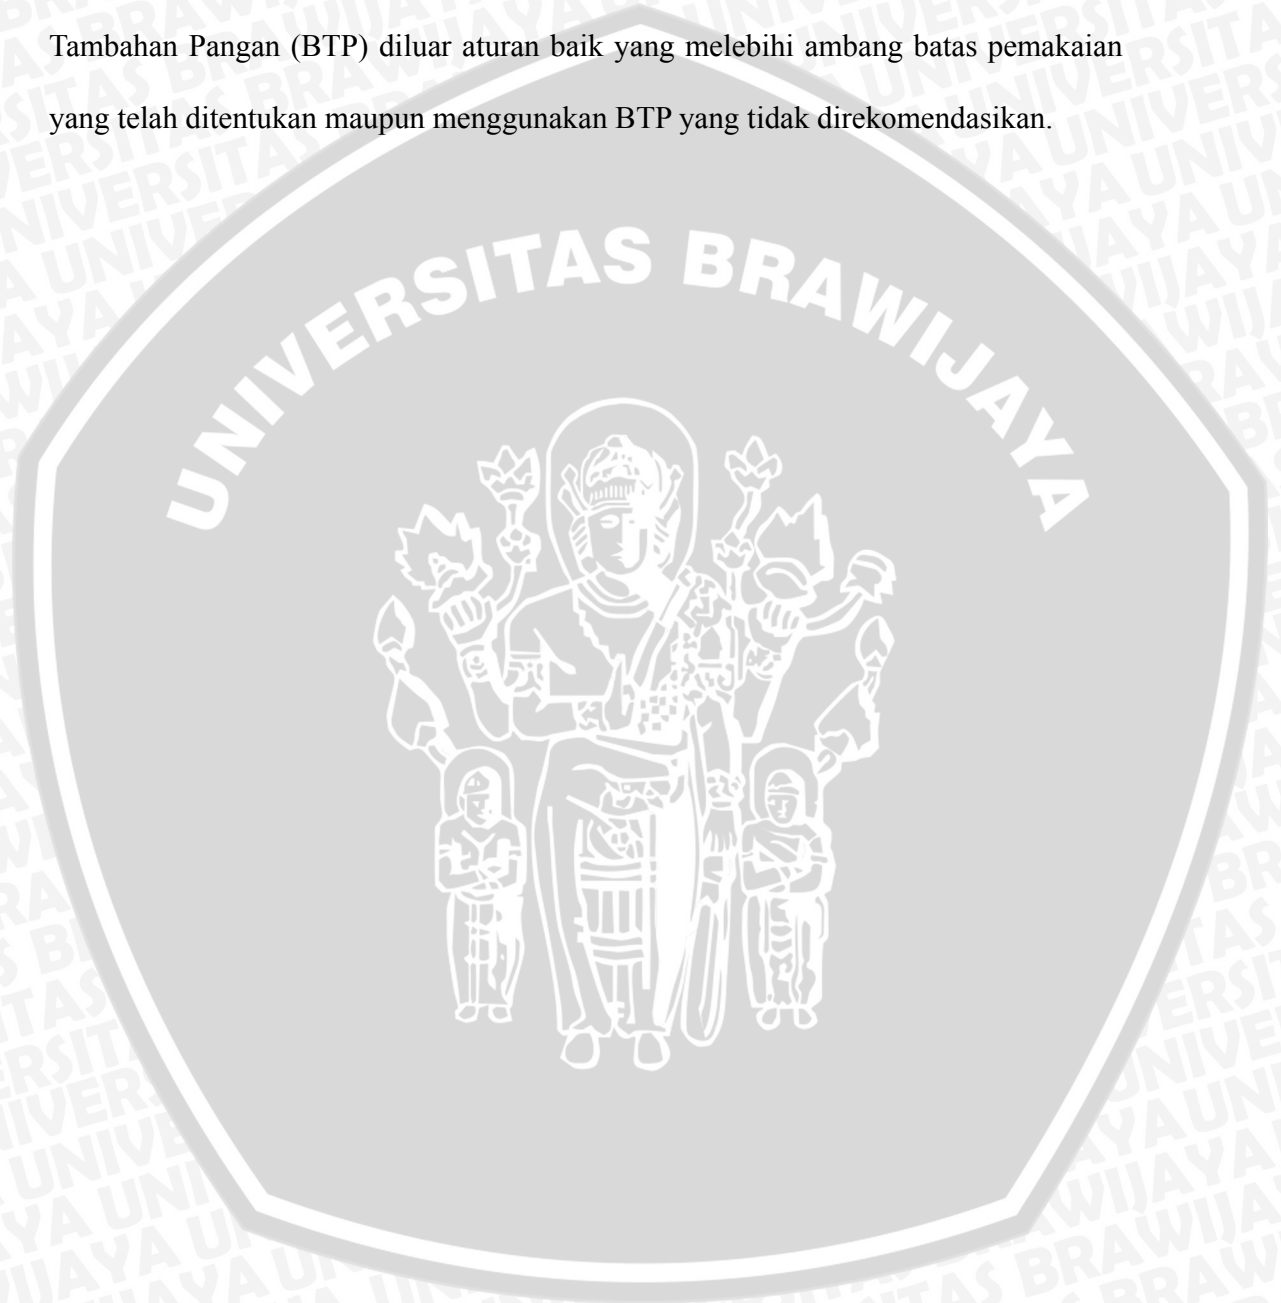 Tambahan Pangan (BTP) diluar aturan baik yang melebihi ambang batas pemakaian
yang telah ditentukan maupun menggunakan BTP yang tidak direkomendasikan.
UNIVERSITAS BRAWIJAYA